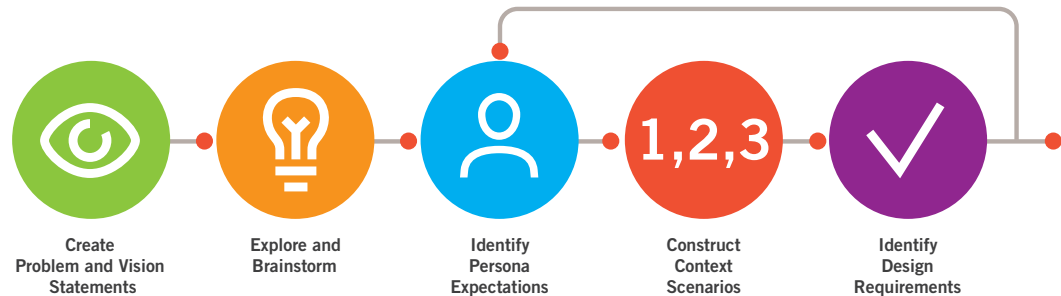 1,2,3
Create
Problem and Vision
Statements
Explore and
Brainstorm
Identify
Persona
Expectations
Construct
Context
Scenarios
Identify
Design
Requirements